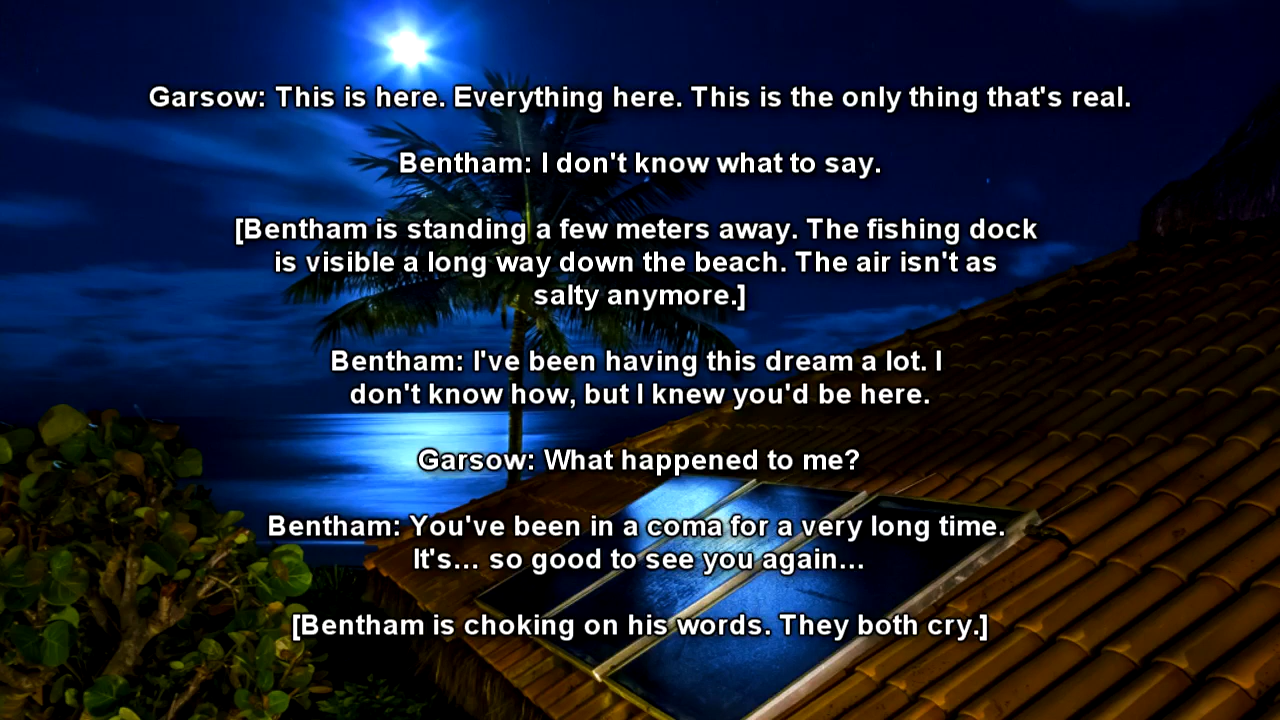 Garsow: This is here. Everything here. This is the only thing that's real.
Bentham: I don't know what to say.
[Bentham is standing a few meters away. The fishing dock
is visible a long way down the beach. The air isn't as
salty anymore.]
Bentham: I've been having this dream a lot. I
don't know how, but I knew you'd be here.
Garsow: What happened to me?
Bentham: You've been in a coma for a very long time.
It's... so good to see you again...
[Bentham is choking on his words. They both cry.]